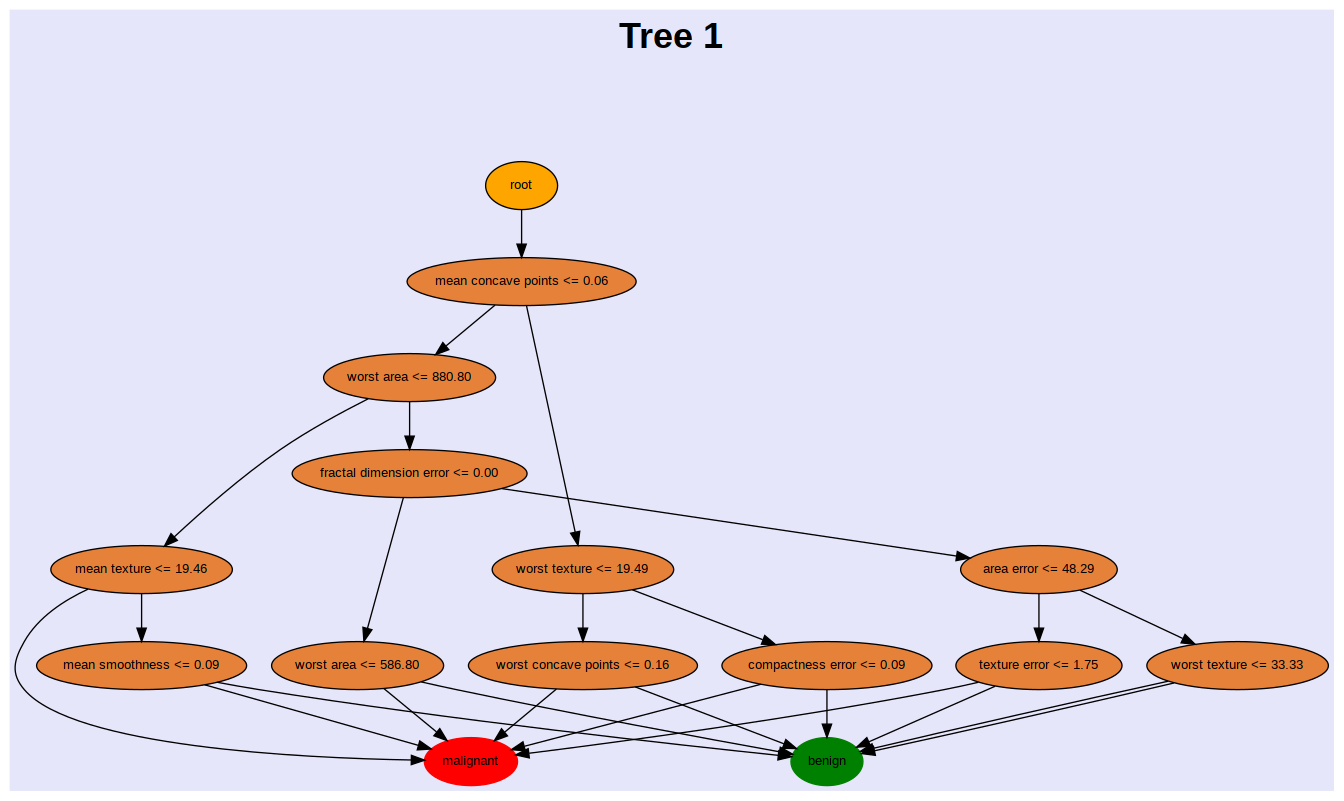 Tree 1
root
mean concave points <= 0.06
worst area <= 880.80
fractal dimension error <= 0.00
mean texture <= 19.46
worst texture <= 19.49
area error <= 48.29
mean smoothness <= 0.09
worst area <= 586.80
worst concave points <= 0.16
compactness error <= 0.09
texture error <= 1.75
worst texture <= 33.33
malignant
benign